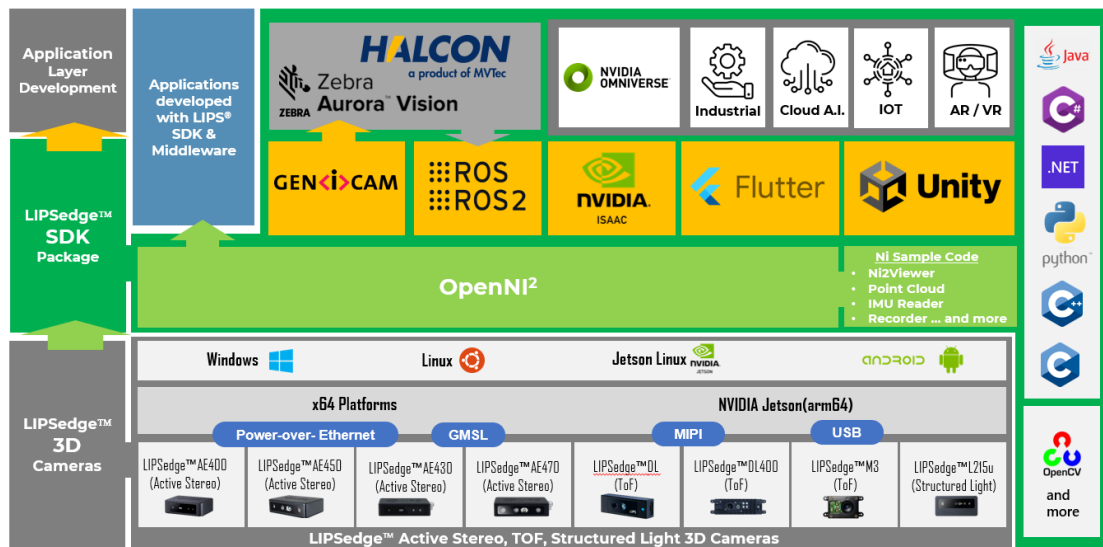 Application
Layer
Development
Applications
developed
with LIPS®
SDK &
Middleware
HALCON
a product of MVTec
ZEBRA
Zebra
Aurora™ Vision
NVIDIA
OMNIVERSE™
Industrial
Cloud A.I.
IOT
AR / VR
LIPSedge™
SDK
Package
GEN<i>CAM
ROS
ROS2
NVIDIA.
ISAAC
Flutter
Unity
OpenNI²
Ni Sample Code
• Ni2Viewer
• Point Cloud
• IMU Reader
• Recorder ... and more
LIPSedge™
3D
Cameras
Windows
Linux
Jetson Linux
NVIDIA
JETSON
android
x64 Platforms
NVIDIA Jetson(arm64)
Power-over- Ethernet
GMSL
MIPI
USB
LIPSedge™AE400
(Active Stereo)
LIPSedge™AE450
(Active Stereo)
LIPSedge™AE430
(Active Stereo)
LIPSedge™AE470
(Active Stereo)
LIPSedge™DL
(ToF)
LIPSedge™DL400
(ToF)
LIPSedge™M3
(ToF)
LIPSedge™L215u
(Structured Light)
LIPSedge™ Active Stereo, TOF, Structured Light 3D Cameras
Java
C#
.NET
python™
C++
C
OpenCV
and
more